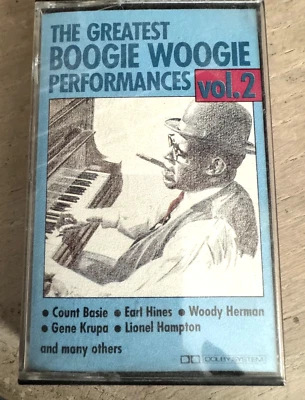 THE GREATEST
BOOGIE WOOGIE
PERFORMANCES
vol.2
• Count Basie • Earl Hines • Woody Herman
• Gene Krupa • Lionel Hampton
and many others
DOLBY SYSTEM